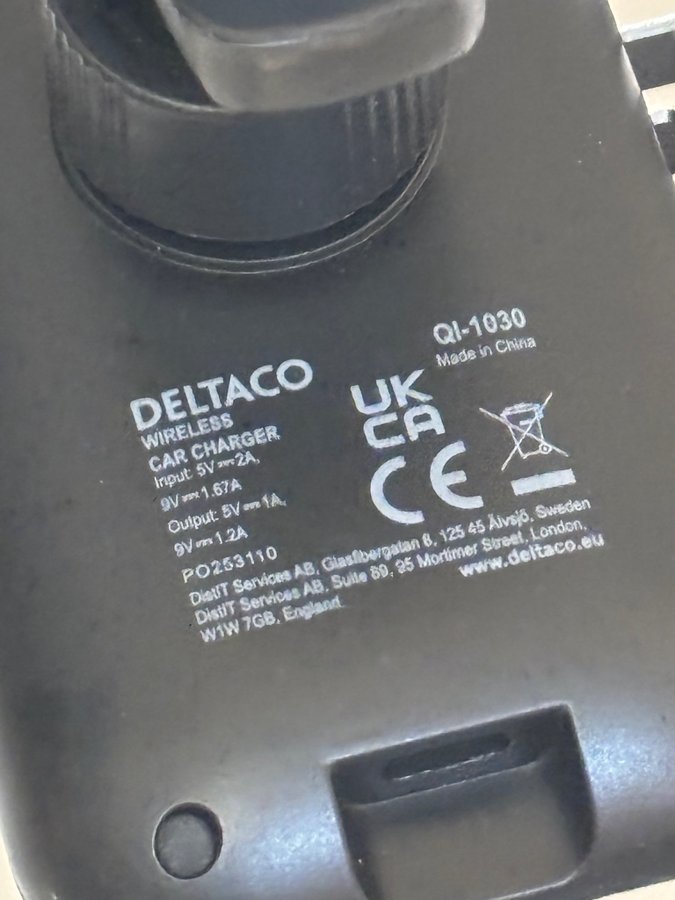 QI-1030
Made in China
DELTACO
WIRELESS
CAR CHARGER
Input: 5V⎓2A,
9V⎓1.67A
Output: 5V⎓1A,
9V⎓1.2A
PO253110
UK
CA
CE
DistIT Services AB, Glasfibergatan 8, 125 45 Älvsjö, Sweden
DistIT Services AB, Suite 89, 95 Mortimer Street, London,
W1W 7GB, England
www.deltaco.eu